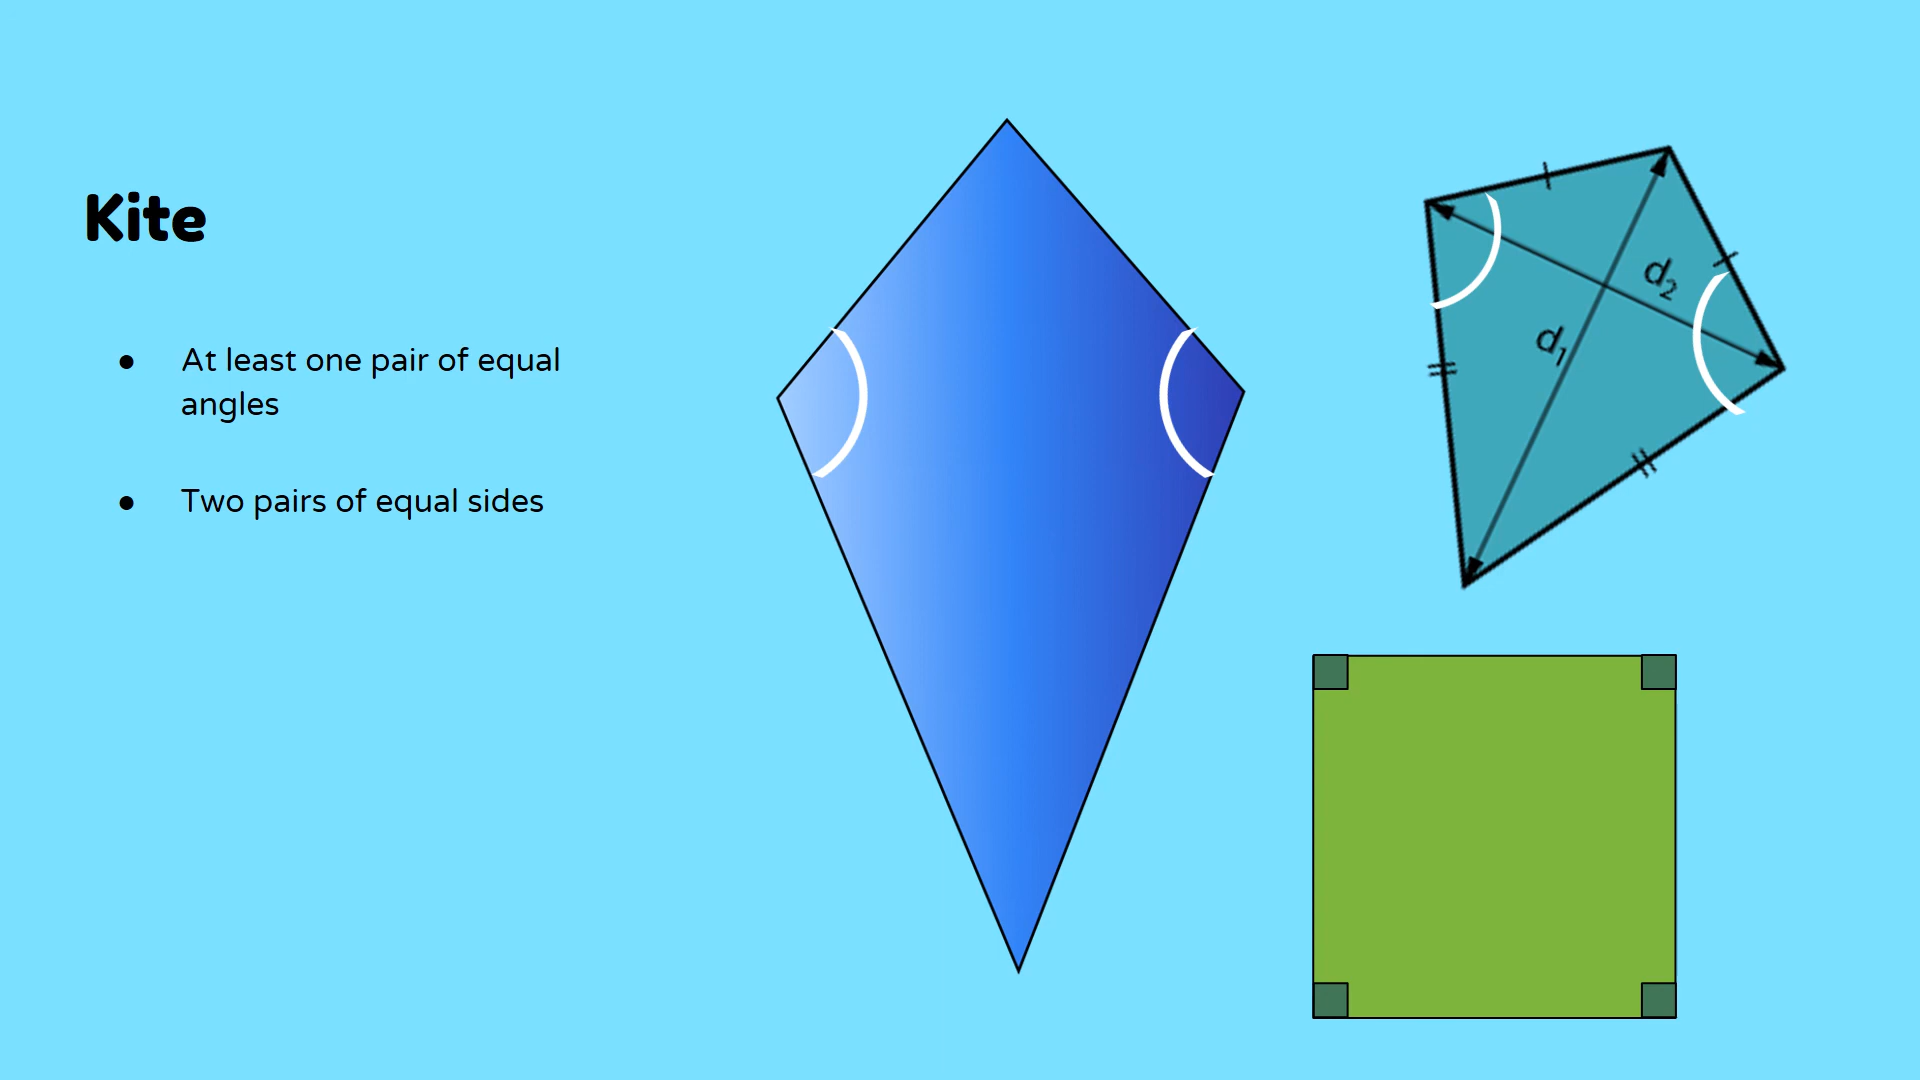 Kite
● At least one pair of equal
angles
● Two pairs of equal sides
d₂
d₁